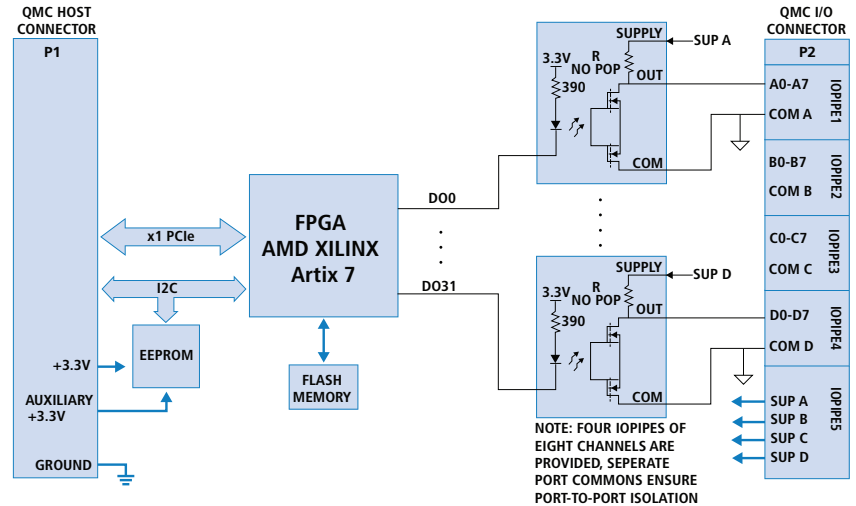 QMC HOST
CONNECTOR
P1
x1 PCIe
I2C
EEPROM
+3.3V
AUXILIARY
+3.3V
GROUND
FPGA
AMD XILINX
Artix 7
FLASH
MEMORY
DO0
DO31
SUPPLY
SUP A
3.3V
R
NO POP
390
OUT
COM
SUPPLY
SUP D
3.3V
R
NO POP
390
OUT
COM
NOTE: FOUR IOPIPES OF
EIGHT CHANNELS ARE
PROVIDED, SEPERATE
PORT COMMONS ENSURE
PORT-TO-PORT ISOLATION
QMC I/O
CONNECTOR
P2
A0-A7
COM A
IOPIPE1
B0-B7
COM B
IOPIPE2
C0-C7
COM C
IOPIPE3
D0-D7
COM D
IOPIPE4
SUP A
SUP B
SUP C
SUP D
IOPIPE5